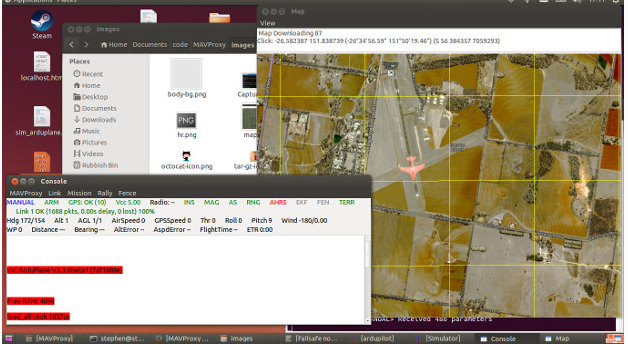 Applications Places
Steam
localhost.htm
sim_arduplane.
Images
Home Documents code MAVProxy images
Places
Recent
Home
Desktop
Documents
Downloads
Music
Pictures
Videos
Rubbish Bin
body-bg.png
Captu
PNG
hr.png
map
octocat-icon.png
tar-gz-i
Map
View
Map Downloading 87
Click: -26.582387 151.838739 (-26°34'56.59" 151°50'19.46") (S 56 384357 7059293)
Console
MAVProxy Link Mission Rally Fence
MANUAL ARM GPS: OK (10) Vcc 5.00 Radio: -- INS MAG AS RNG AHRS EKF FEN TERR
Link 1 OK (1688 pkts, 0.00s delay, 0 lost) 100%
Hdg 172/154 Alt 1 AGL 1/1 AirSpeed 0 GPSSpeed 0 Thr 0 Roll 0 Pitch 9 Wind -180/0.00
WP 0 Distance --- Bearing --- AltError -- AspdError -- FlightTime -- ETR 0:00
Init ArduPlane V3.3.0beta1
Free RAM: 4096
load_all took 1837us
MANUAL> Received 486 parameters
[MAVProxy]
stephen@st...
MAVProxy ...
images
[Failsafe no...
[ardupilot]
[Simulator]
Console
Map